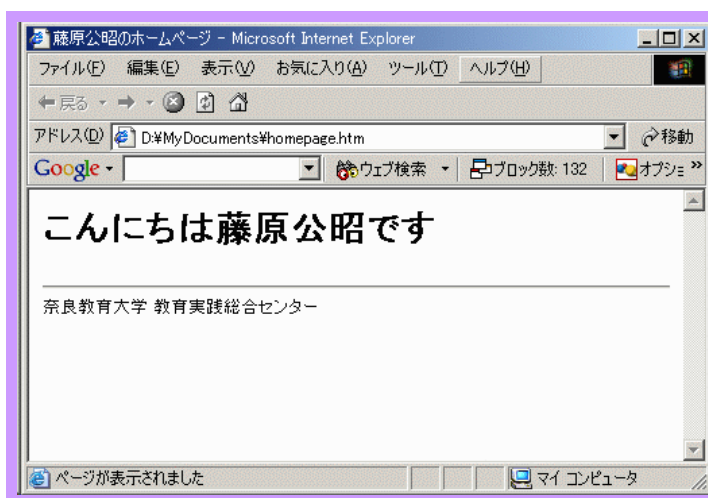 藤原公昭のホームページ - Microsoft Internet Explorer
ファイル(F) 編集(E) 表示(V) お気に入り(A) ツール(T) ヘルプ(H)
戻る
アドレス(D) D:¥MyDocuments¥homepage.htm 移動
Google ウェブ検索 ブロック数: 132 オプショ »
こんにちは藤原公昭です
奈良教育大学 教育実践総合センター
ページが表示されました マイ コンピュータ